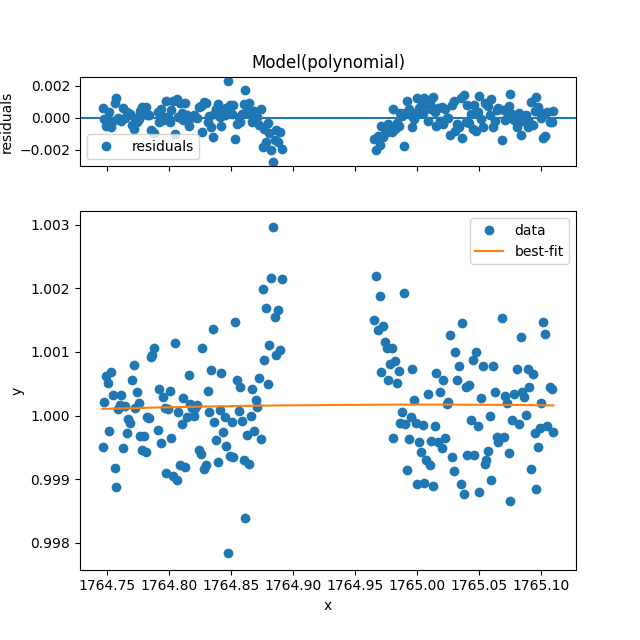 Model(polynomial)
0.002
0.000
−0.002
residuals
residuals
1.003
1.002
1.001
1.000
0.999
0.998
y
data
best-fit
1764.75 1764.80 1764.85 1764.90 1764.95 1765.00 1765.05 1765.10
x